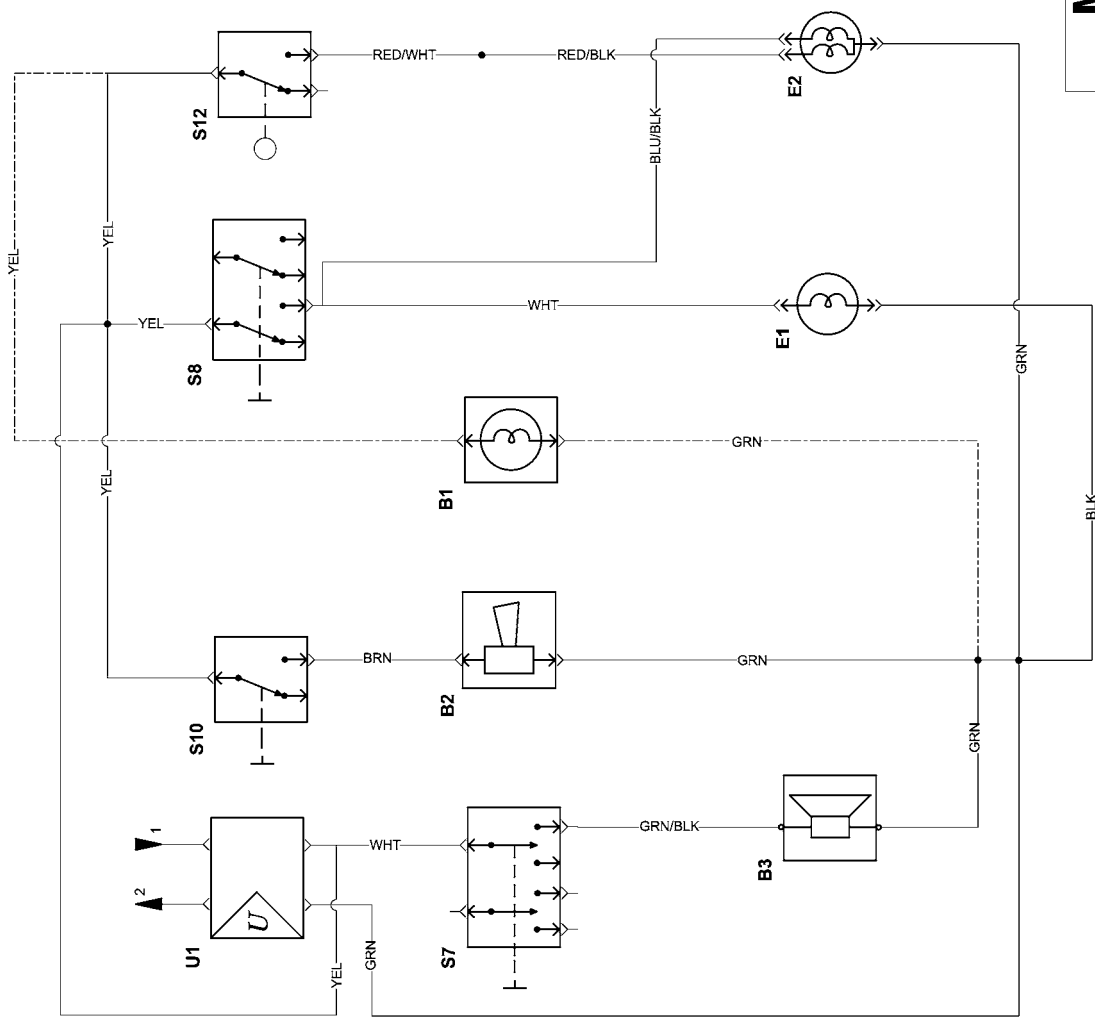 S12
RED/WHT
RED/BLK
E2
BLU/BLK
YEL
YEL
YEL
S8
WHT
E1
GRN
B1
GRN
YEL
BLK
S10
BRN
B2
GRN
GRN
1
2
U
U1
WHT
GRN/BLK
B3
YEL
GRN
S7